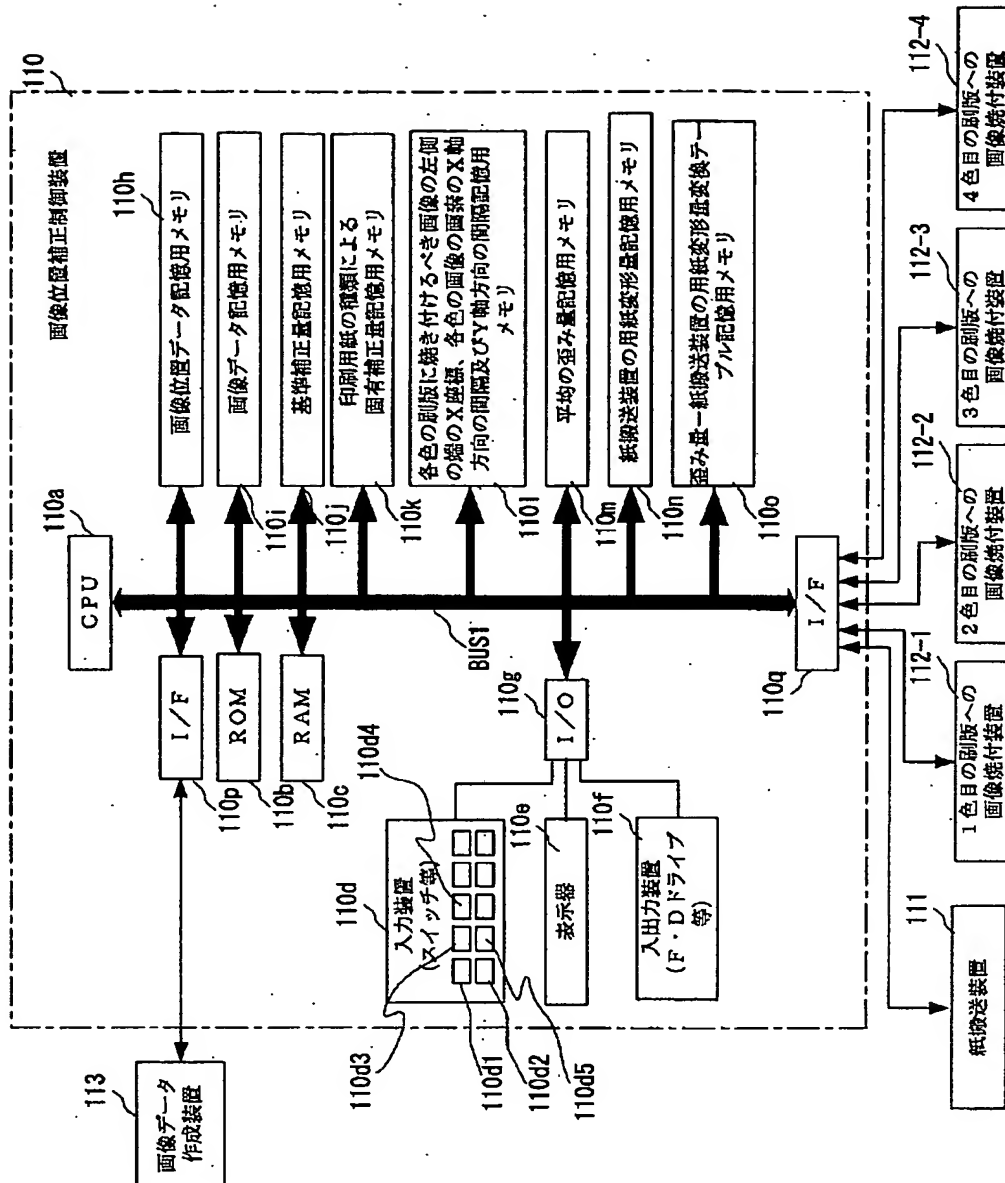 110
画像位置補正制御装置
110a
CPU
113
画像データ
作成装置
I/F
110p
ROM
110b
RAM
110c
110h
画像位置データ記憶用メモリ
画像データ記憶用メモリ
110i
基準補正量記憶用メモリ
110j
印刷用紙の種類による
固有補正量記憶用メモリ
110k
各色の刷版に焼き付けるべき画像の左側
の端のX座標、各色の画像の画素のX軸
方向の間隔及びY軸方向の間隔記憶用
メモリ
110l
平均の歪み量記憶用メモリ
110m
紙搬送装置の用紙変形量記憶用メモリ
110n
歪み量ー紙搬送装置の用紙変形量変換テー
ブル記憶用メモリ
110o
BUS1
110g
I/O
110d
入力装置
(スイッチ等)
110d4
110d3
110d1
110d2
110d5
110e
表示器
110f
入出力装置
(F・Dドライブ
等)
I/F
110q
111
紙搬送装置
112-1
1色目の刷版への
画像焼付装置
112-2
2色目の刷版への
画像焼付装置
112-3
3色目の刷版への
画像焼付装置
112-4
4色目の刷版への
画像焼付装置